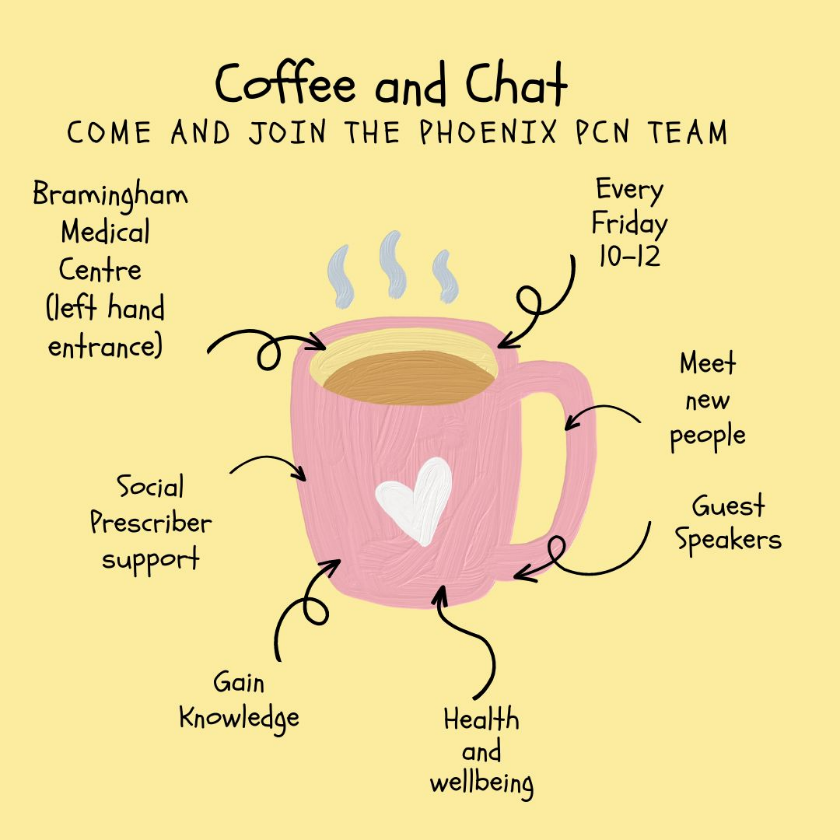 Coffee and Chat
COME AND JOIN THE PHOENIX PCN TEAM
Bramingham
Medical
Centre
(left hand
entrance)
Every
Friday
10-12
Meet
new
people
Social
Prescriber
support
Guest
Speakers
Gain
Knowledge
Health
and
wellbeing